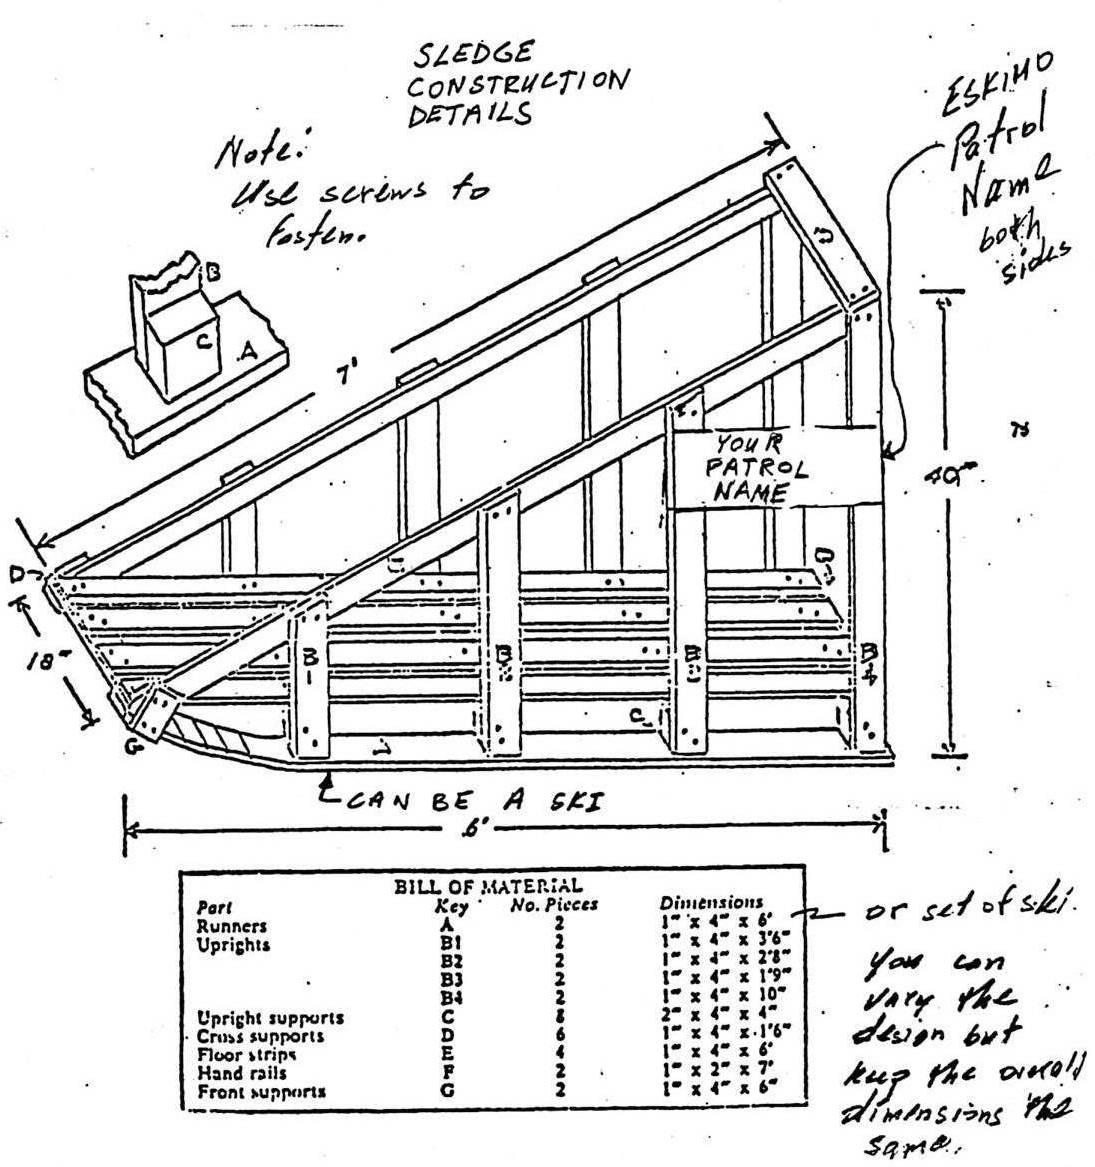 SLEDGE
CONSTRUCTION
DETAILS
Note:
Use screws to
fasten.
ESKIMO
Patrol
Name
both
sides
B
C
A
7'
D
YOUR
PATROL
NAME
40"
D
18"
B
1
B
B
B
4
C
G
CAN BE A SKI
6'
BILL OF MATERIAL
Part Key No. Pieces Dimensions
Runners A 2 1" x 4" x 6'
Uprights B1 2 1" x 4" x 3'6"
B2 2 1" x 4" x 2'8"
B3 2 1" x 4" x 1'9"
B4 2 1" x 4" x 10"
Upright supports C 8 2" x 4" x 4"
Cross supports D 6 1" x 4" x 1'6"
Floor strips E 4 1" x 4" x 6'
Hand rails F 2 1" x 2" x 7'
Front supports G 2 1" x 4" x 6"
or set of ski.
you can
vary the
design but
keep the overall
dimensions the
same.